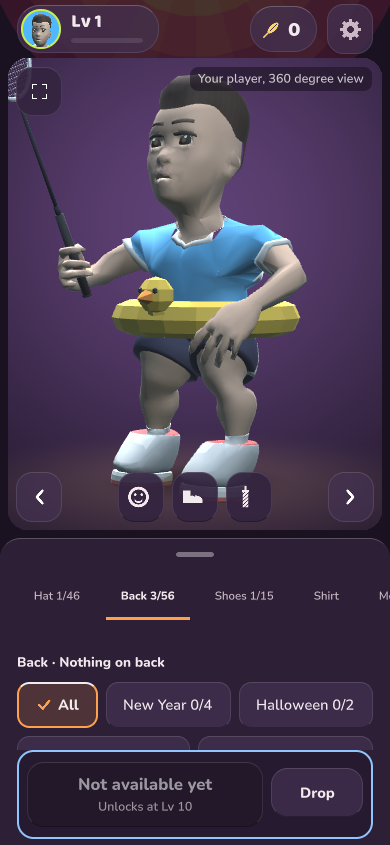 Lv 1
0
Your player, 360 degree view
Hat 1/46
Back 3/56
Shoes 1/15
Shirt
Back · Nothing on back
All
New Year 0/4
Halloween 0/2
Not available yet
Unlocks at Lv 10
Drop